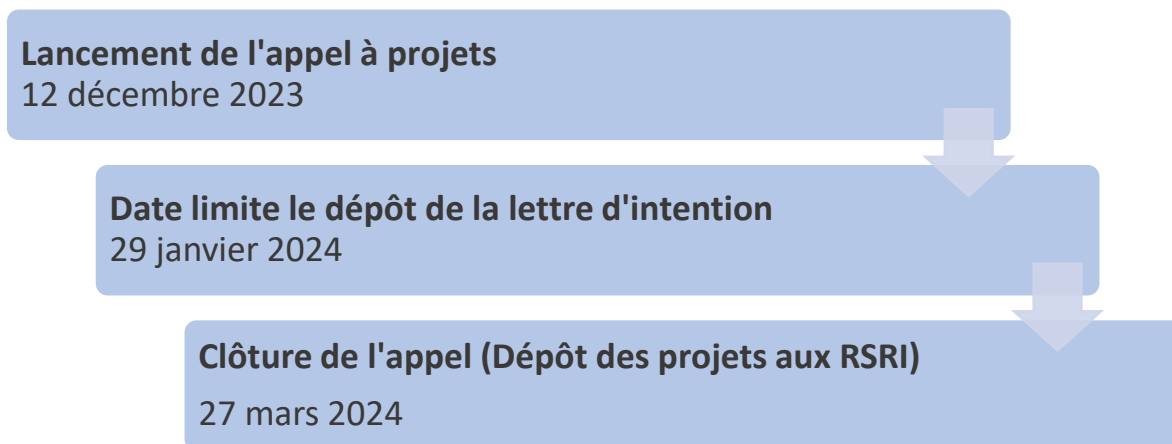 Lancement de l'appel à projets
12 décembre 2023
Date limite le dépôt de la lettre d'intention
29 janvier 2024
Clôture de l'appel (Dépôt des projets aux RSRI)
27 mars 2024